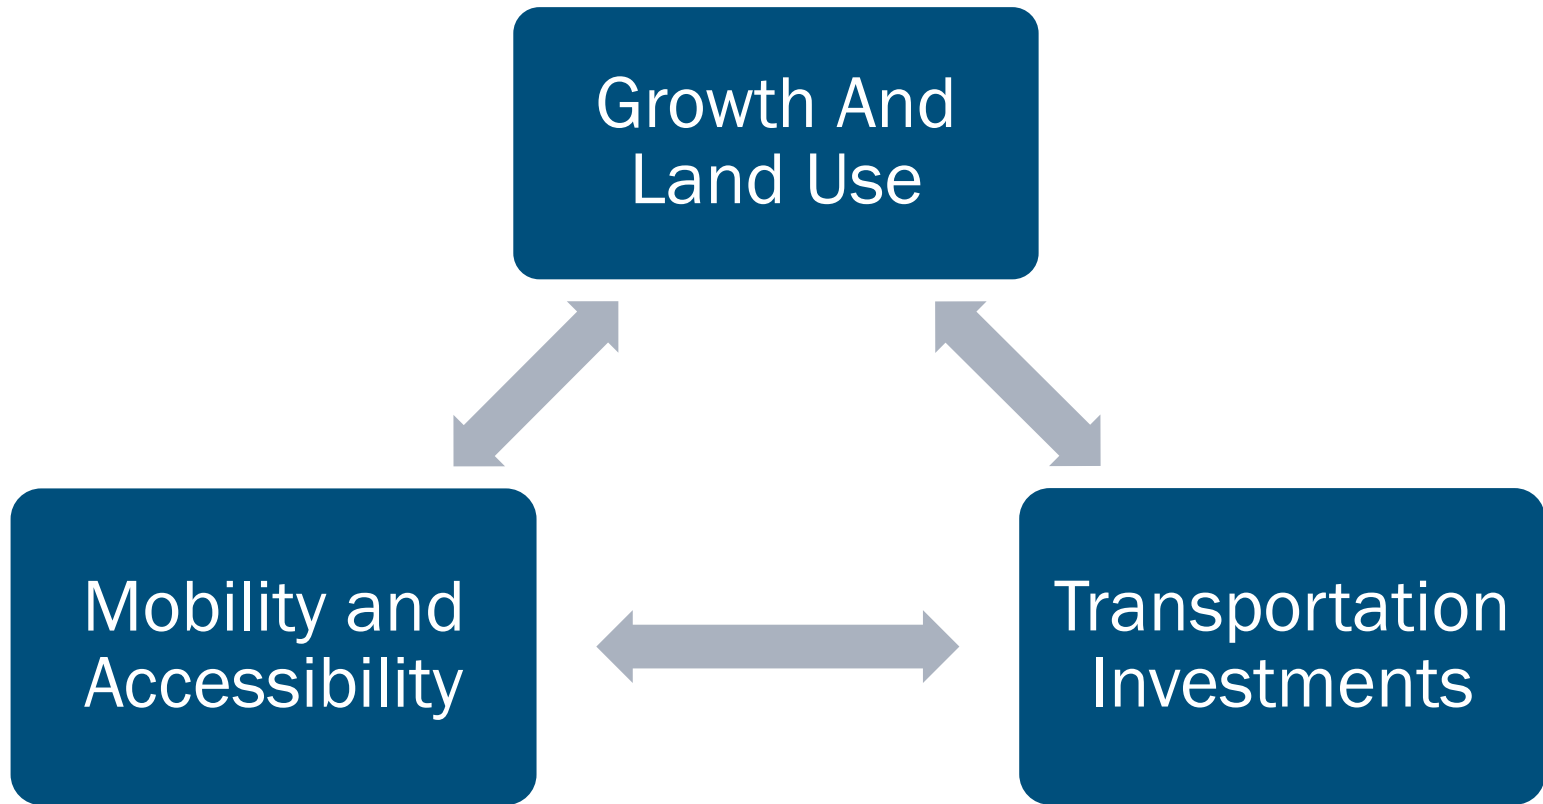 Growth And
Land Use
Mobility and
Accessibility
Transportation
Investments